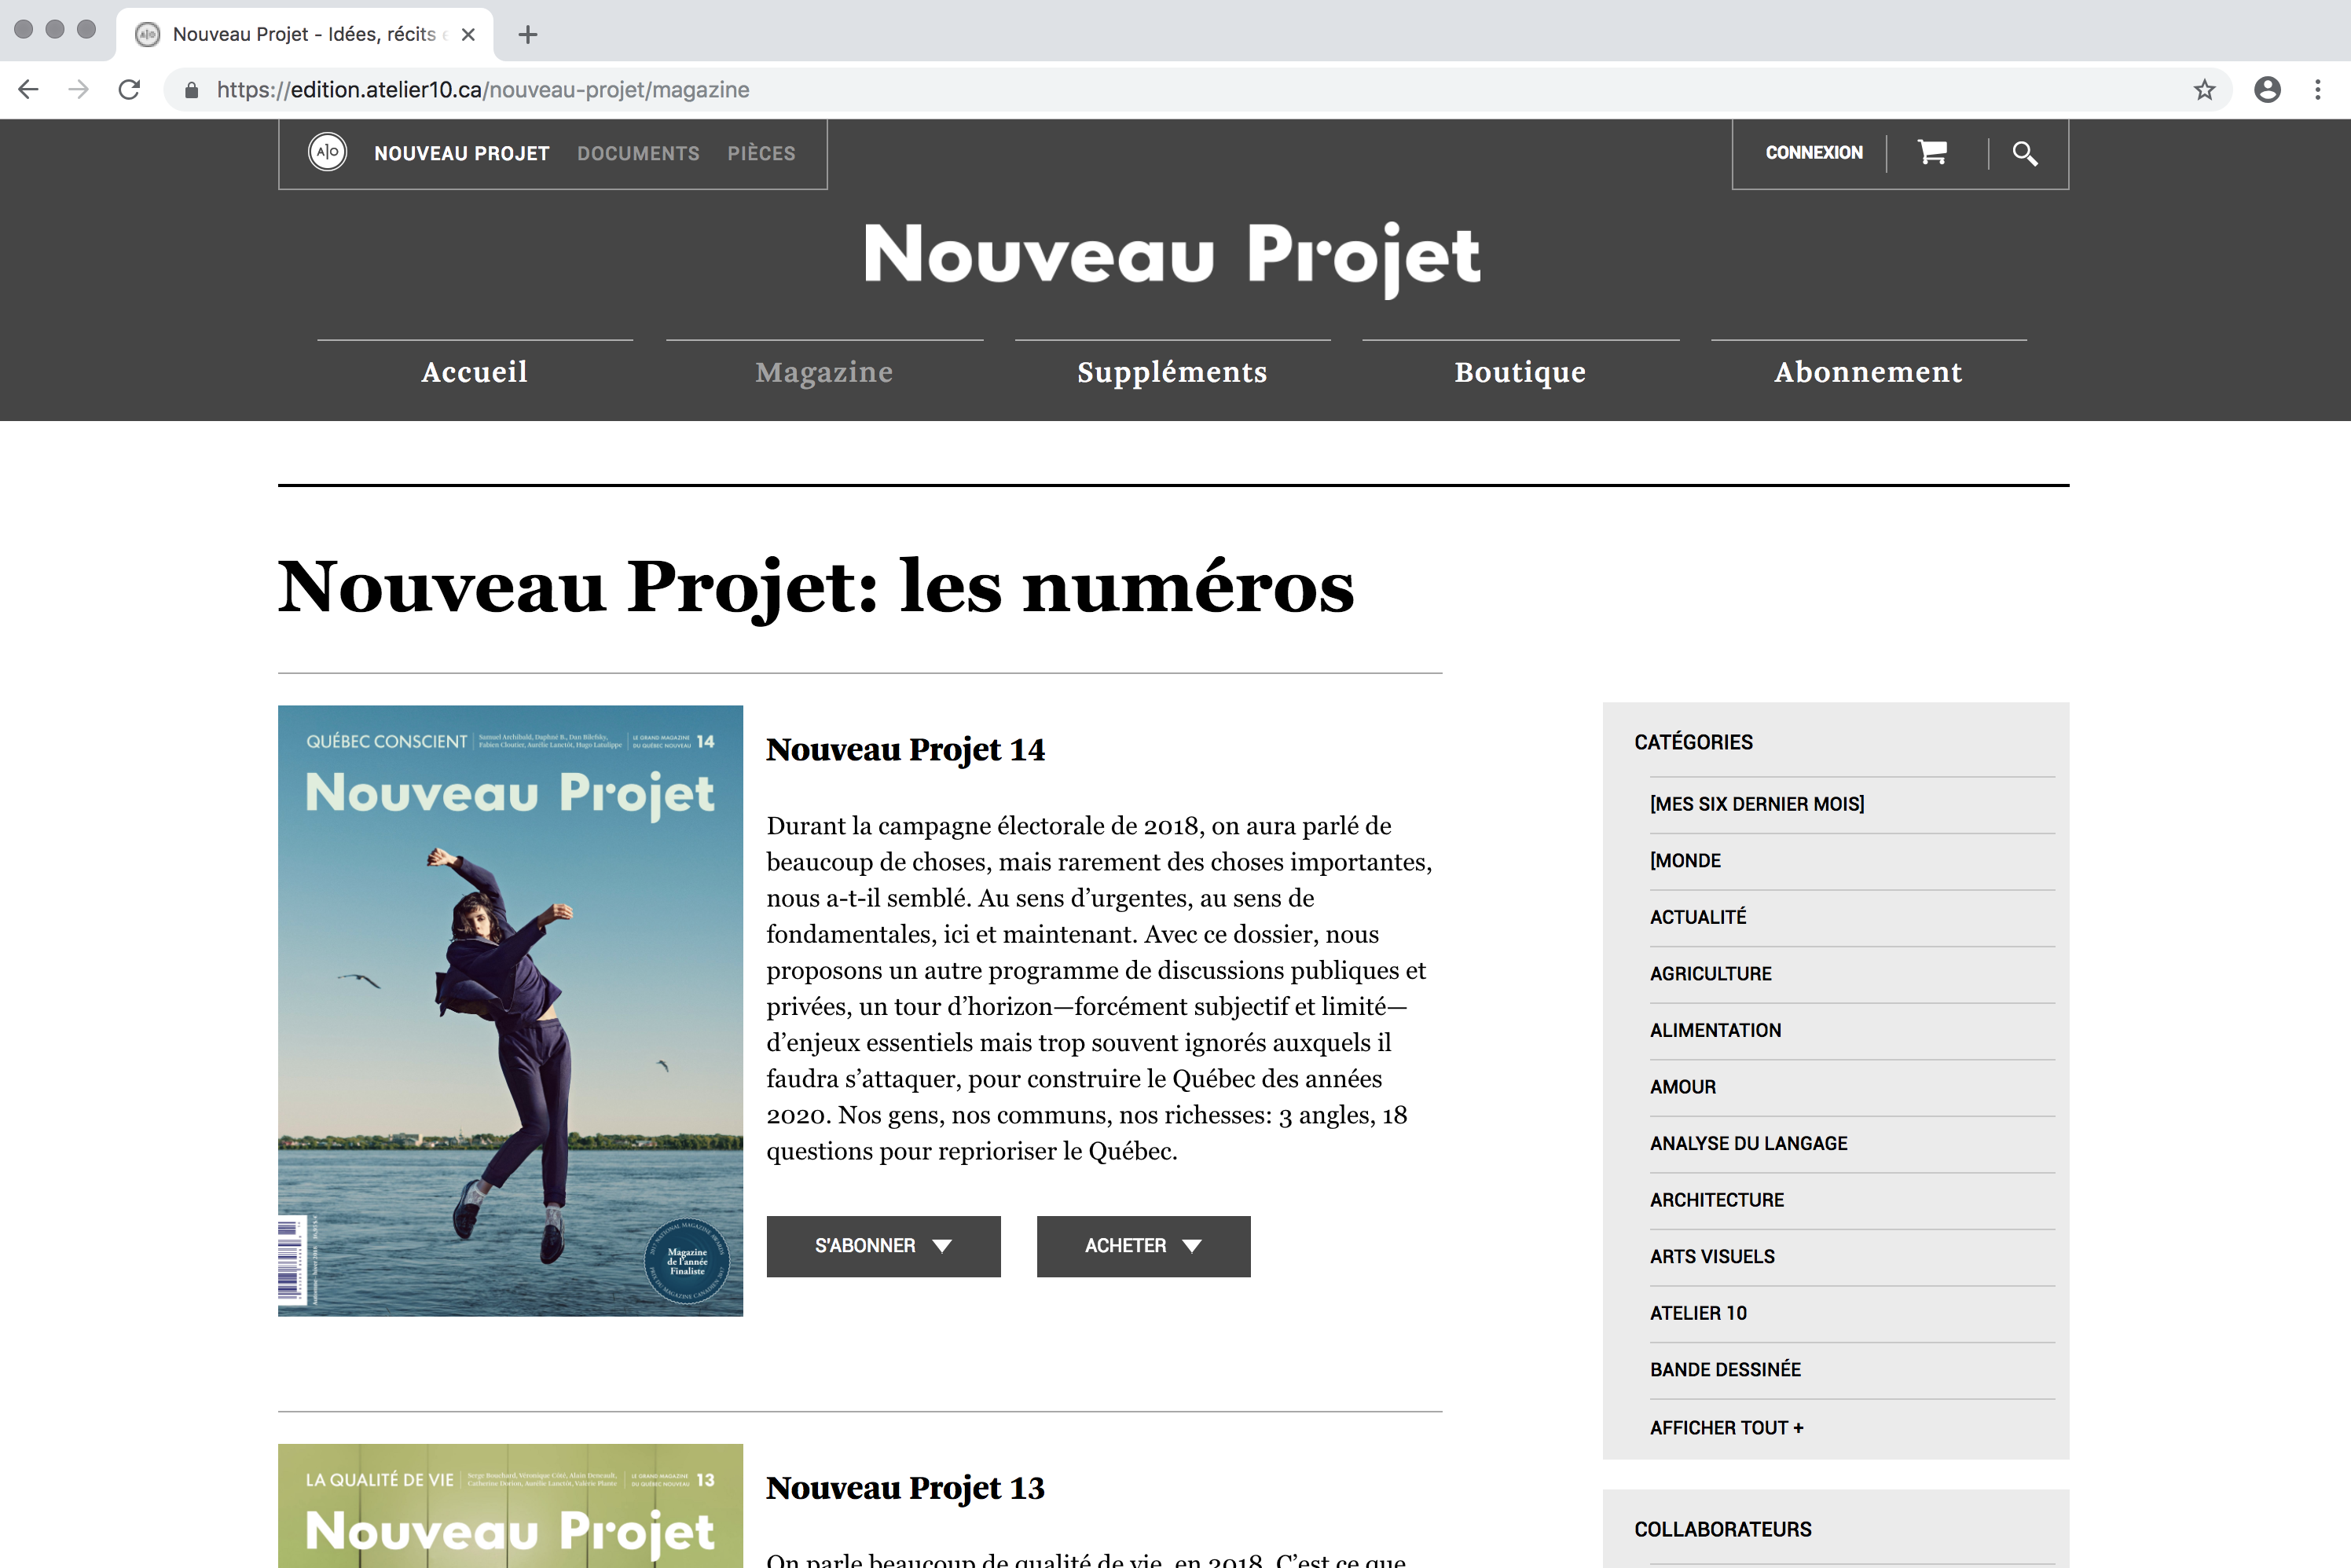 Nouveau Projet - Idées, récits
https://edition.atelier10.ca/nouveau-projet/magazine
A|O NOUVEAU PROJET DOCUMENTS PIÈCES
CONNEXION
Nouveau Projet
Accueil Magazine Suppléments Boutique Abonnement
Nouveau Projet: les numéros
QUÉBEC CONSCIENT
Samuel Archibald, Daphné B., Dan Bilefsky,
Fabien Cloutier, Aurélie Lanctôt, Hugo Latulippe
LE GRAND MAGAZINE
DU QUÉBEC NOUVEAU
14
Nouveau Projet
Magazine
de l'année
Finaliste
Nouveau Projet 14
Durant la campagne électorale de 2018, on aura parlé de
beaucoup de choses, mais rarement des choses importantes,
nous a-t-il semblé. Au sens d’urgentes, au sens de
fondamentales, ici et maintenant. Avec ce dossier, nous
proposons un autre programme de discussions publiques et
privées, un tour d’horizon—forcément subjectif et limité—
d’enjeux essentiels mais trop souvent ignorés auxquels il
faudra s’attaquer, pour construire le Québec des années
2020. Nos gens, nos communs, nos richesses: 3 angles, 18
questions pour reprioriser le Québec.
S'ABONNER
ACHETER
LA QUALITÉ DE VIE
Serge Bouchard, Véronique Côté, Alain Deneault,
Catherine Dorion, Aurélie Lanctôt, Valérie Plante
LE GRAND MAGAZINE
DU QUÉBEC NOUVEAU
13
Nouveau Projet
Nouveau Projet 13
On parle beaucoup de qualité de vie, en 2018. C’est ce que
CATÉGORIES
[MES SIX DERNIER MOIS]
[MONDE
ACTUALITÉ
AGRICULTURE
ALIMENTATION
AMOUR
ANALYSE DU LANGAGE
ARCHITECTURE
ARTS VISUELS
ATELIER 10
BANDE DESSINÉE
AFFICHER TOUT +
COLLABORATEURS